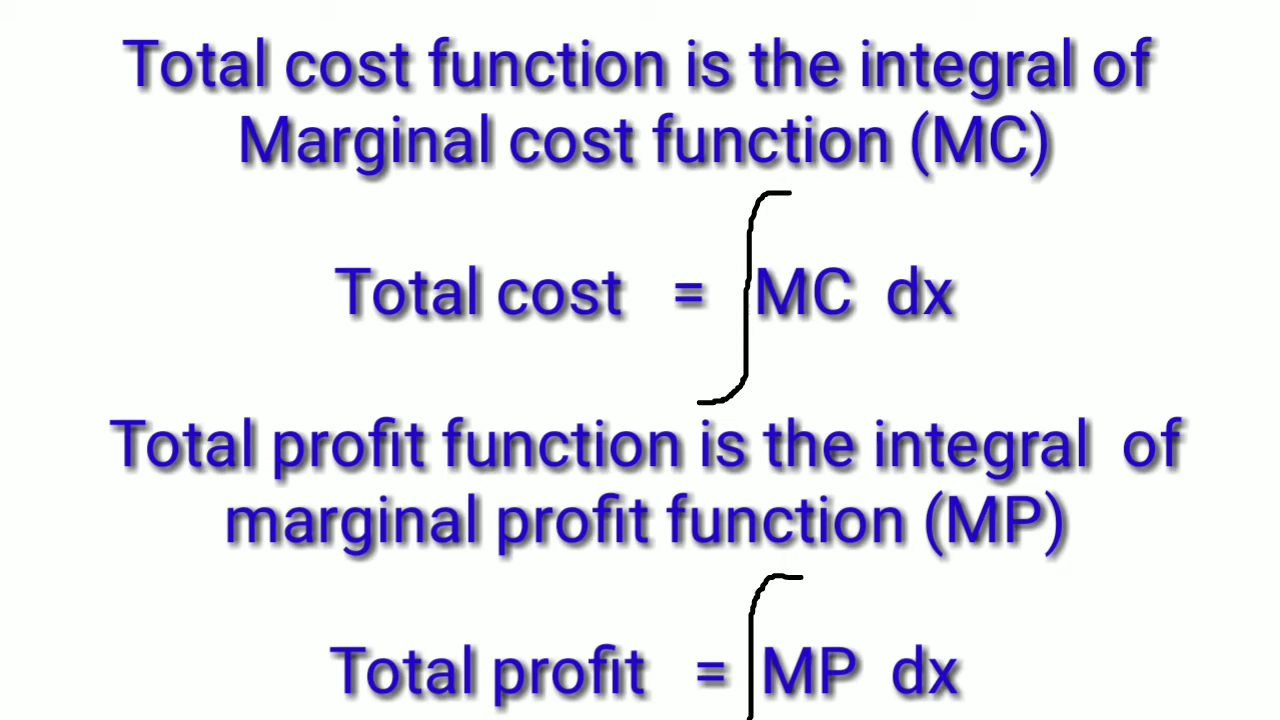 Total cost function is the integral of
Marginal cost function (MC)
Total cost = ∫MC dx
Total profit function is the integral of
marginal profit function (MP)
Total profit = ∫MP dx